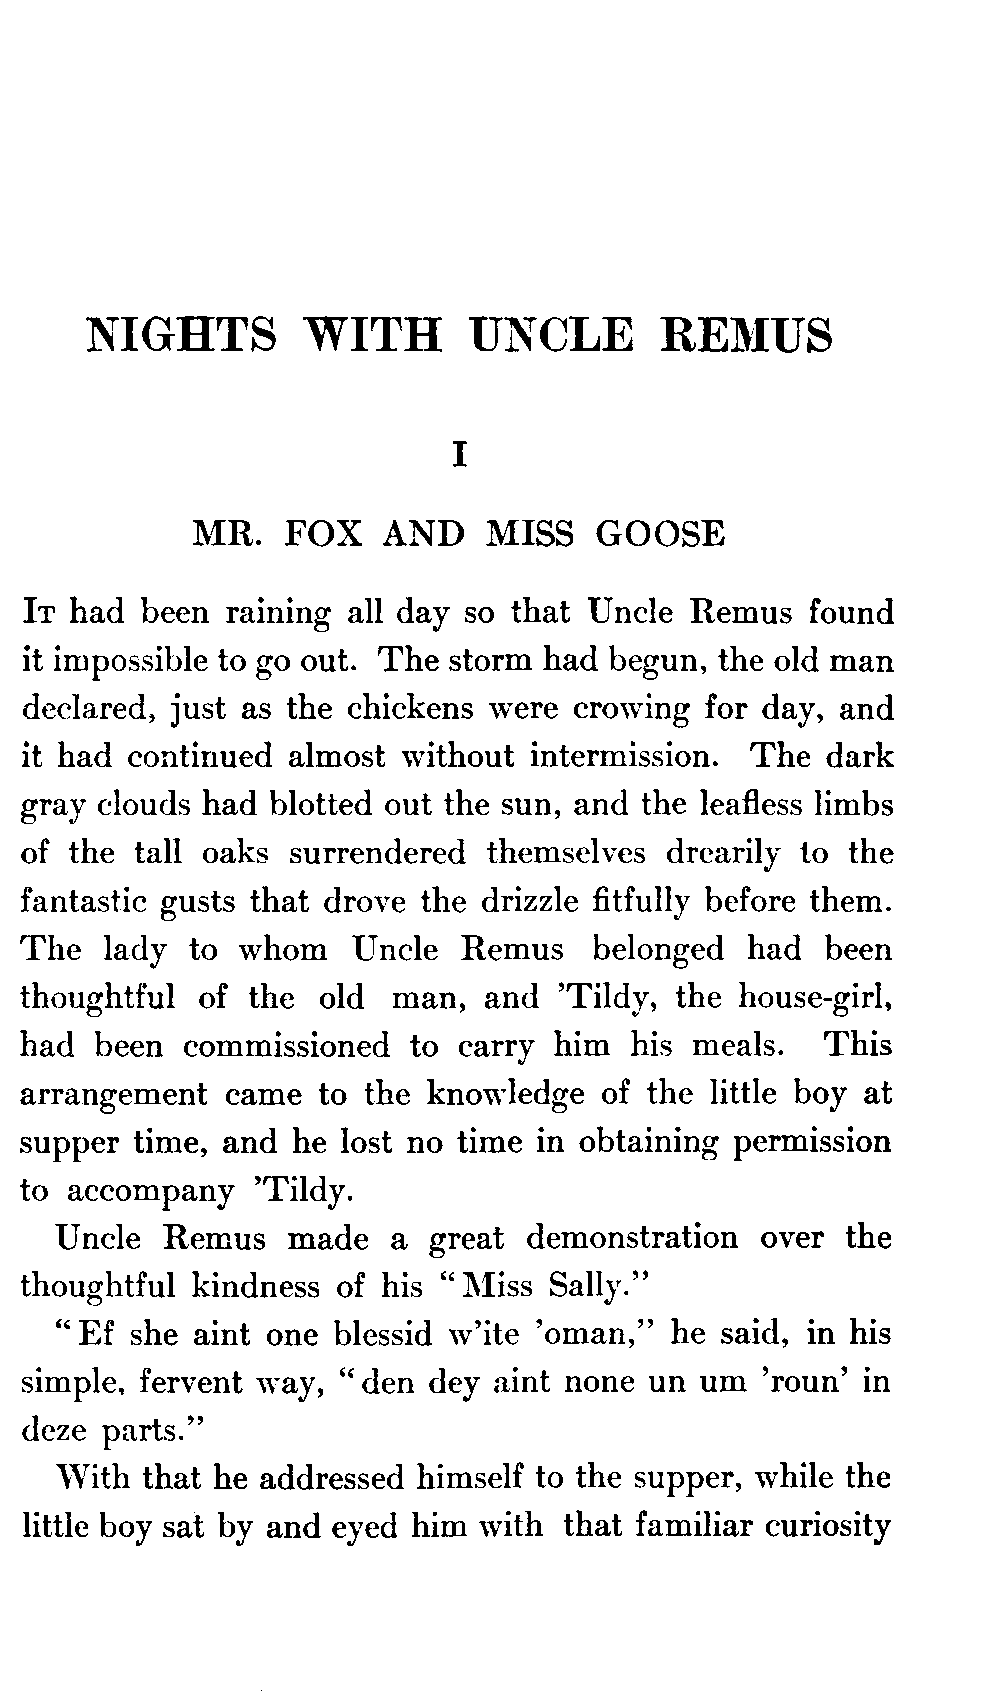 NIGHTS WITH UNCLE REMUS
I
MR. FOX AND MISS GOOSE
IT had been raining all day so that Uncle Remus found
it impossible to go out. The storm had begun, the old man
declared, just as the chickens were crowing for day, and
it had continued almost without intermission. The dark
gray clouds had blotted out the sun, and the leafless limbs
of the tall oaks surrendered themselves drearily to the
fantastic gusts that drove the drizzle fitfully before them.
The lady to whom Uncle Remus belonged had been
thoughtful of the old man, and ’Tildy, the house-girl,
had been commissioned to carry him his meals. This
arrangement came to the knowledge of the little boy at
supper time, and he lost no time in obtaining permission
to accompany ’Tildy.
Uncle Remus made a great demonstration over the
thoughtful kindness of his “Miss Sally.”
“Ef she aint one blessid w’ite ’oman,” he said, in his
simple, fervent way, “den dey aint none un um ’roun’ in
deze parts.”
With that he addressed himself to the supper, while the
little boy sat by and eyed him with that familiar curiosity